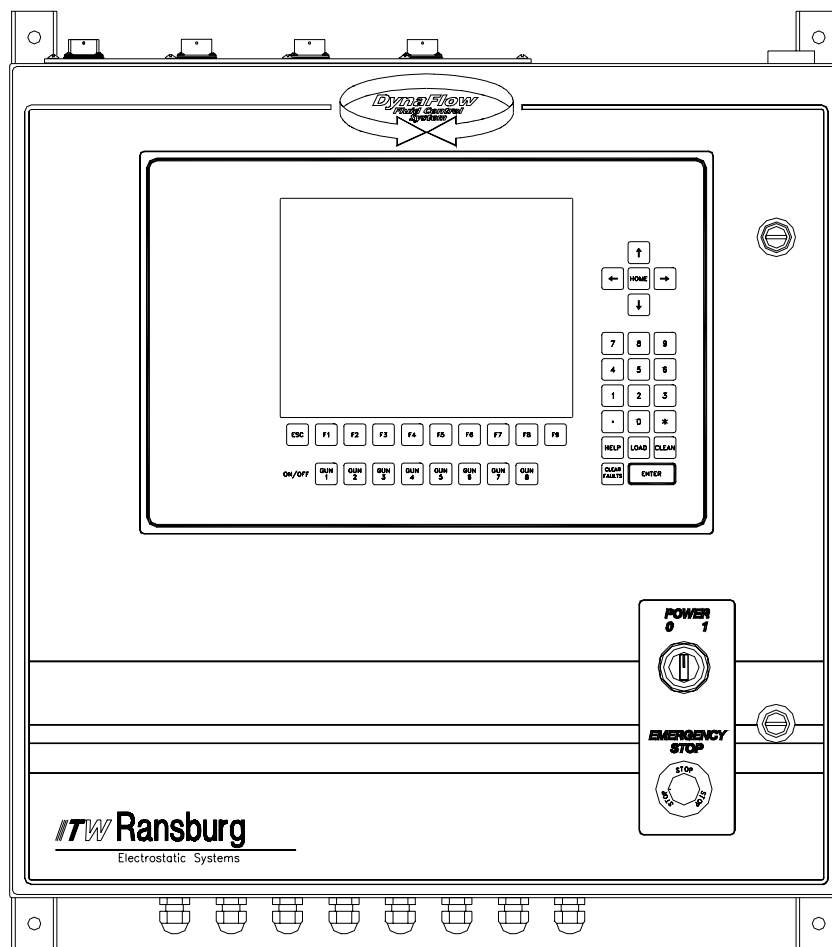 DynaFlow
Fluid Control
System
↑
← HOME →
↓
7 8 9
4 5 6
1 2 3
. 0 *
HELP LOAD CLEAN
CLEAR FAULTS ENTER
ESC F1 F2 F3 F4 F5 F6 F7 F8 F9
ON/OFF GUN 1 GUN 2 GUN 3 GUN 4 GUN 5 GUN 6 GUN 7 GUN 8
POWER
0 1
EMERGENCY
STOP
STOP STOP STOP
ITW Ransburg
Electrostatic Systems